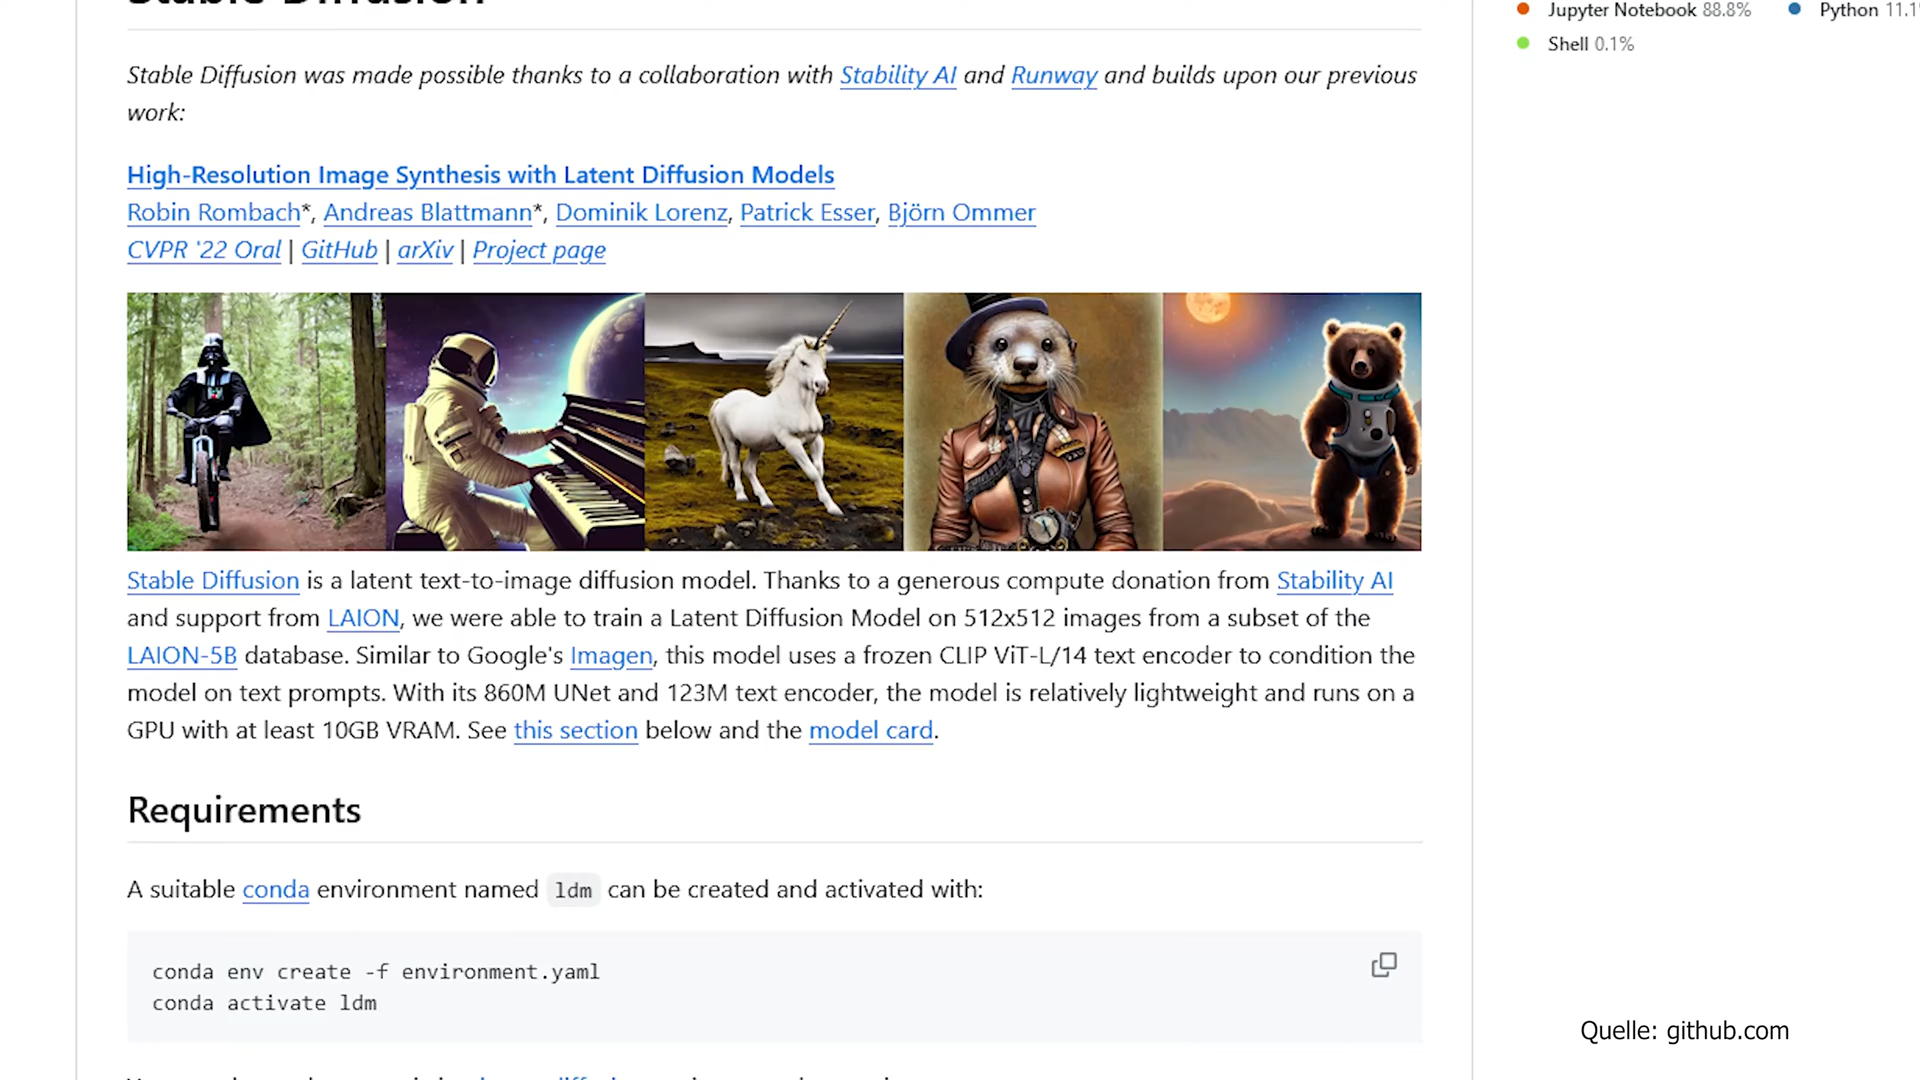 Stable Diffusion
Jupyter Notebook 88.8%
Python 11.1
Shell 0.1%
Stable Diffusion was made possible thanks to a collaboration with Stability AI and Runway and builds upon our previous
work:
High-Resolution Image Synthesis with Latent Diffusion Models
Robin Rombach*, Andreas Blattmann*, Dominik Lorenz, Patrick Esser, Björn Ommer
CVPR '22 Oral | GitHub | arXiv | Project page
Stable Diffusion is a latent text-to-image diffusion model. Thanks to a generous compute donation from Stability AI
and support from LAION, we were able to train a Latent Diffusion Model on 512x512 images from a subset of the
LAION-5B database. Similar to Google's Imagen, this model uses a frozen CLIP ViT-L/14 text encoder to condition the
model on text prompts. With its 860M UNet and 123M text encoder, the model is relatively lightweight and runs on a
GPU with at least 10GB VRAM. See this section below and the model card.
Requirements
A suitable conda environment named ldm can be created and activated with:
conda env create -f environment.yaml
conda activate ldm
Quelle: github.com